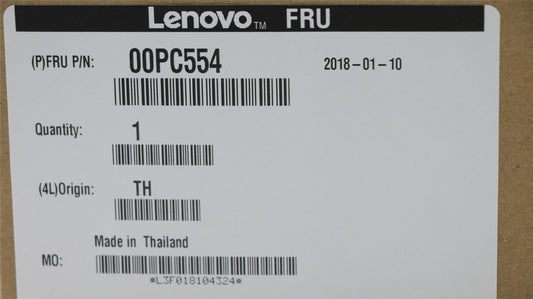 Lenovo™ FRU
(P)FRU P/N: 00PC554 2018-01-10
Quantity: 1
(4L)Origin: TH
Made in Thailand
MO:
*L3F018104324*